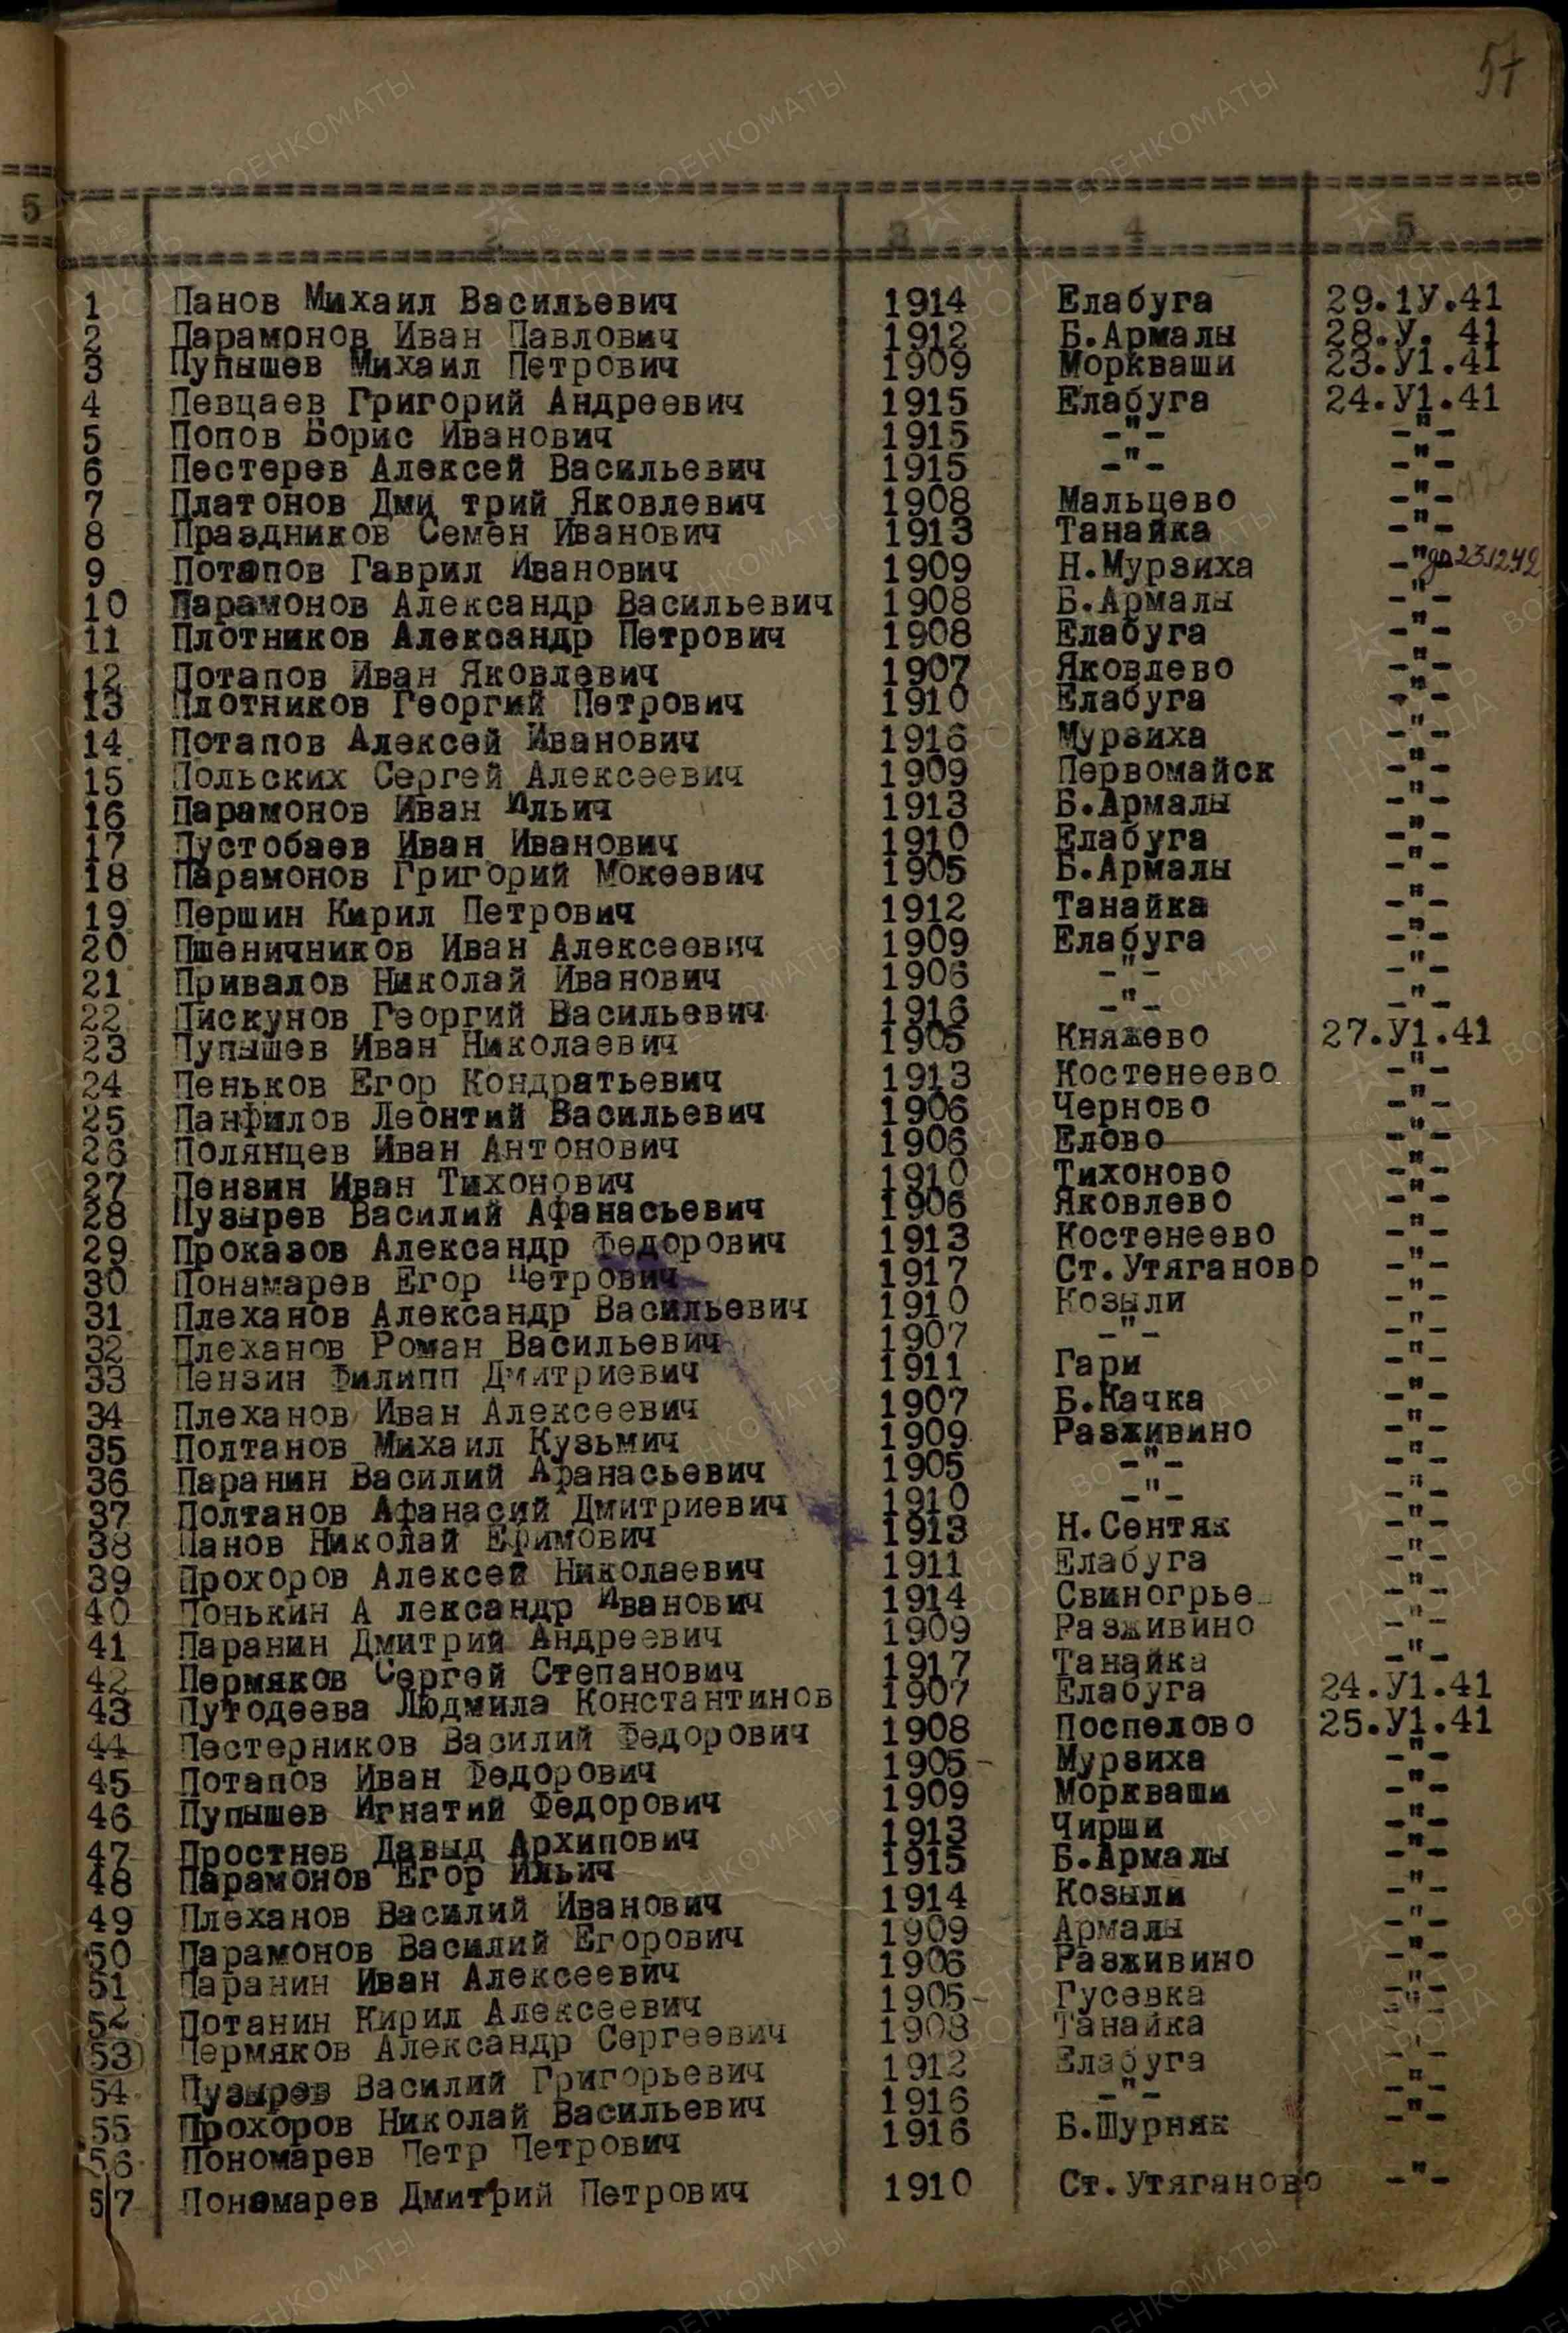 57
5 2 3 4 5
1 Панов Михаил Васильевич 1914 Елабуга 29.1У.41
2 Парамонов Иван Павлович 1912 Б.Армалы 28.У. 41
3 Пупышев Михаил Петрович 1909 Моркваши 23.У1.41
4 Певцаев Григорий Андреевич 1915 Елабуга 24.У1.41
5 Попов Борис Иванович 1915 -"- -"-
6 Пестерев Алексей Васильевич 1915 -"- -"-
7 Платонов Дми трий Яковлевич 1908 Мальцево -"-
8 Праздников Семен Иванович 1913 Танайка -"-
9 Потапов Гаврил Иванович 1909 Н.Мурзиха -"-
10 Парамонов Александр Васильевич 1908 Б.Армалы -"-
11 Плотников Александр Петрович 1908 Елабуга -"-
12 Потапов Иван Яковлевич 1907 Яковлево -"-
13 Плотников Георгий Петрович 1910 Елабуга -"-
14 Потапов Алексей Иванович 1916 Мурзиха -"-
15 Польских Сергей Алексеевич 1909 Первомайск -"-
16 Парамонов Иван Ильич 1913 Б.Армалы -"-
17 Пустобаев Иван Иванович 1910 Елабуга -"-
18 Парамонов Григорий Мокеевич 1905 Б.Армалы -"-
19 Першин Кирил Петрович 1912 Танайка -"-
20 Пшеничников Иван Алексеевич 1909 Елабуга -"-
21 Привалов Николай Иванович 1906 -"- -"-
22 Пискунов Георгий Васильевич 1916 -"- -"-
23 Пупышев Иван Николаевич 1905 Княжево 27.У1.41
24 Пеньков Егор Кондратьевич 1913 Костенеево -"-
25 Панфилов Леонтий Васильевич 1906 Черново -"-
26 Полянцев Иван Антонович 1906 Елово -"-
27 Пензин Иван Тихонович 1910 Тихоново -"-
28 Пузырев Василий Афанасьевич 1906 Яковлево -"-
29 Проказов Александр Федорович 1913 Костенеево -"-
30 Понамарев Егор Петрович 1917 Ст.Утяганово -"-
31 Плеханов Александр Васильевич 1910 Козыли -"-
32 Плеханов Роман Васильевич 1907 -"- -"-
33 Пензин Филипп Дмитриевич 1911 Гари -"-
34 Плеханов Иван Алексеевич 1907 Б.Качка -"-
35 Полтанов Михаил Кузьмич 1909 Разживино -"-
36 Паранин Василий Афанасьевич 1905 -"- -"-
37 Полтанов Афанасий Дмитриевич 1910 -"- -"-
38 Панов Николай Ефимович 1913 Н.Сентяк -"-
39 Прохоров Алексей Николаевич 1911 Елабуга -"-
40 Понькин А лександр Иванович 1914 Свиногрье -"-
41 Паранин Дмитрий Андреевич 1909 Разживино -"-
42 Пермяков Сергей Степанович 1917 Танайка -"-
43 Путодеева Людмила Константинов 1907 Елабуга 24.У1.41
44 Пестерников Василий Федорович 1908 Поспелово 25.У1.41
45 Потапов Иван Федорович 1905- Мурзиха -"-
46 Пупышев Игнатий Федорович 1909 Моркваши -"-
47 Простнев Давыд Архипович 1913 Чирши -"-
48 Парамонов Егор Ильич 1915 Б.Армалы -"-
49 Плеханов Василий Иванович 1914 Козыли -"-
50 Парамонов Василий Егорович 1909 Армалы -"-
51 Паранин Иван Алексеевич 1906 Разживино -"-
52 Потанин Кирил Алексеевич 1905- Гусевка -"-
53 Пермяков Александр Сергеевич 1908 Танайка -"-
54 Пузырев Василий Григорьевич 1912 Елабуга -"-
55 Прохоров Николай Васильевич 1916 -"- -"-
56 Пономарев Петр Петрович 1916 Б.Шурняк -"-
57 Понамарев Дмитрий Петрович 1910 Ст.Утяганово -"-